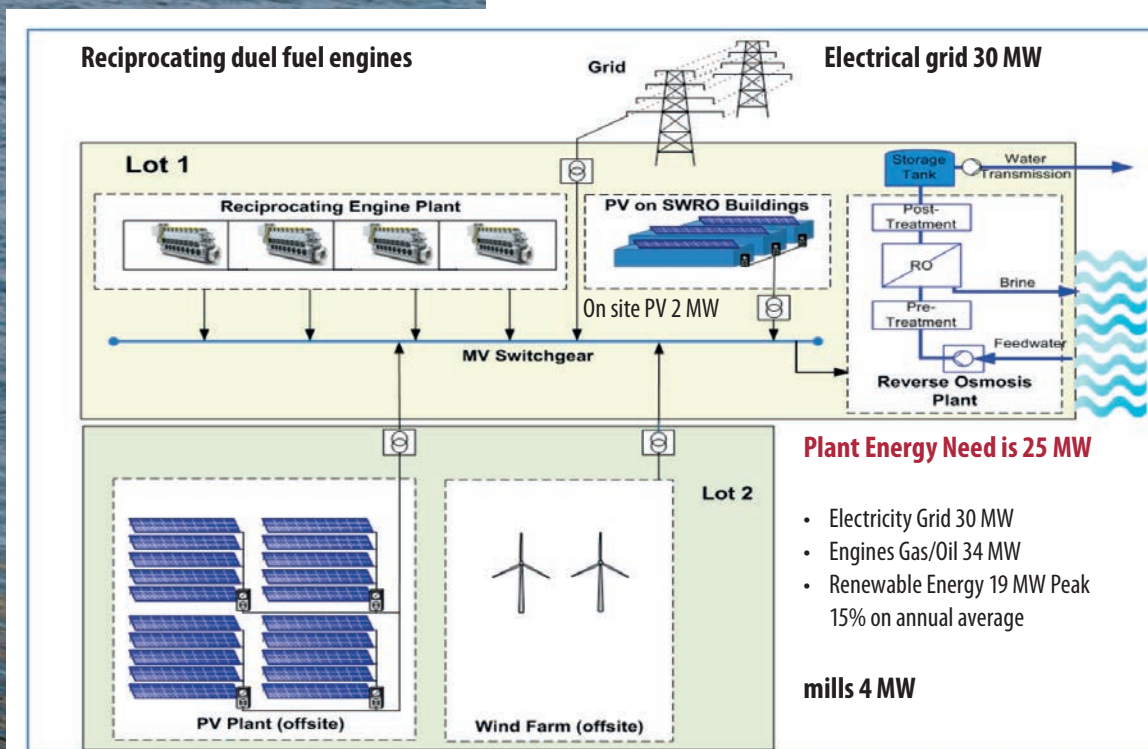 Reciprocating duel fuel engines
Grid
Electrical grid 30 MW
Lot 1
Reciprocating Engine Plant
PV on SWRO Buildings
Storage
Tank
Water
Transmission
Post-
Treatment
RO
Brine
Pre-
Treatment
Feedwater
Reverse Osmosis
Plant
On site PV 2 MW
MV Switchgear
Lot 2
PV Plant (offsite)
Wind Farm (offsite)
Plant Energy Need is 25 MW
• Electricity Grid 30 MW
• Engines Gas/Oil 34 MW
• Renewable Energy 19 MW Peak
15% on annual average
mills 4 MW